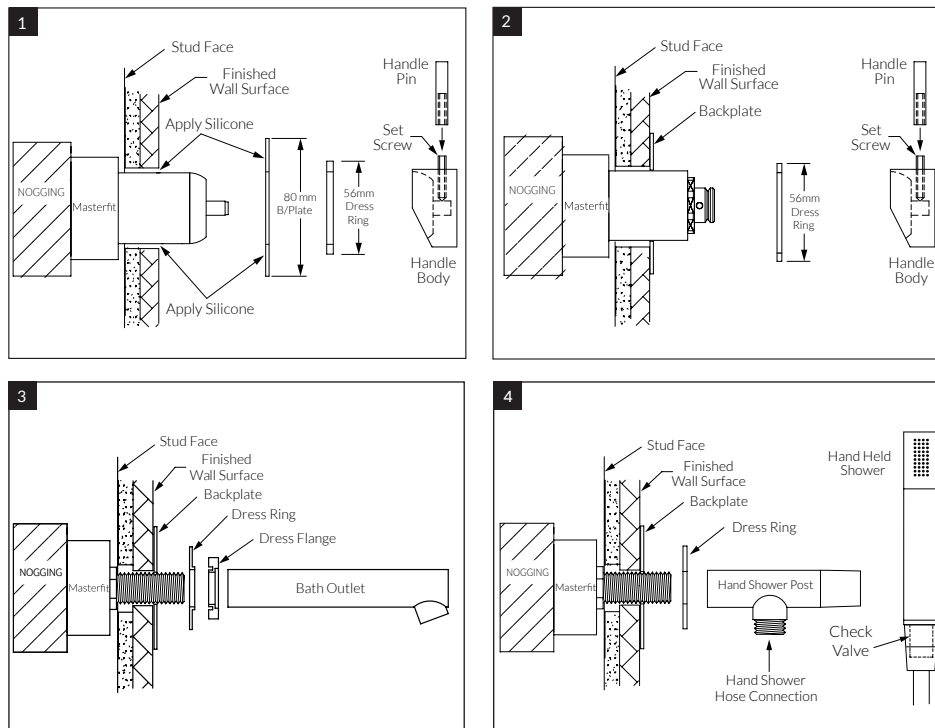 1
Stud Face
Finished
Wall Surface
Apply Silicone
NOGGING
Masterfit
80 mm
B/Plate
56mm
Dress
Ring
Handle
Pin
Set
Screw
Handle
Body
Apply Silicone
2
Stud Face
Finished
Wall Surface
Backplate
NOGGING
Masterfit
56mm
Dress
Ring
Handle
Pin
Set
Screw
Handle
Body
3
Stud Face
Finished
Wall Surface
Backplate
Dress Ring
Dress Flange
NOGGING
Masterfit
Bath Outlet
4
Stud Face
Finished
Wall Surface
Backplate
Dress Ring
NOGGING
Masterfit
Hand Shower Post
Hand Held
Shower
Check
Valve
Hand Shower
Hose Connection